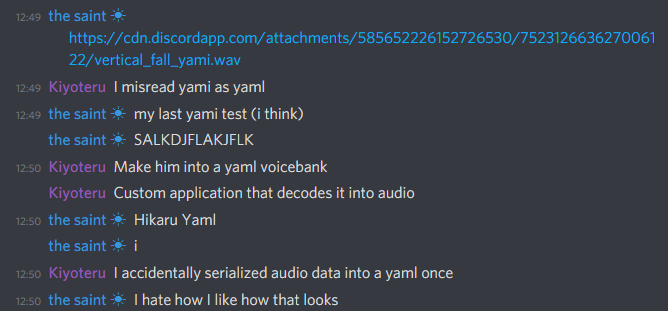 12:49 the saint ☀
https://cdn.discordapp.com/attachments/585652226152726530/7523126636270061
22/vertical_fall_yami.wav
12:49 Kiyoteru I misread yami as yaml
12:49 the saint ☀ my last yami test (i think)
the saint ☀ SALKDJFLAKJFLK
12:50 Kiyoteru Make him into a yaml voicebank
Kiyoteru Custom application that decodes it into audio
12:50 the saint ☀ Hikaru Yaml
the saint ☀ i
12:50 Kiyoteru I accidentally serialized audio data into a yaml once
12:50 the saint ☀ I hate how I like how that looks